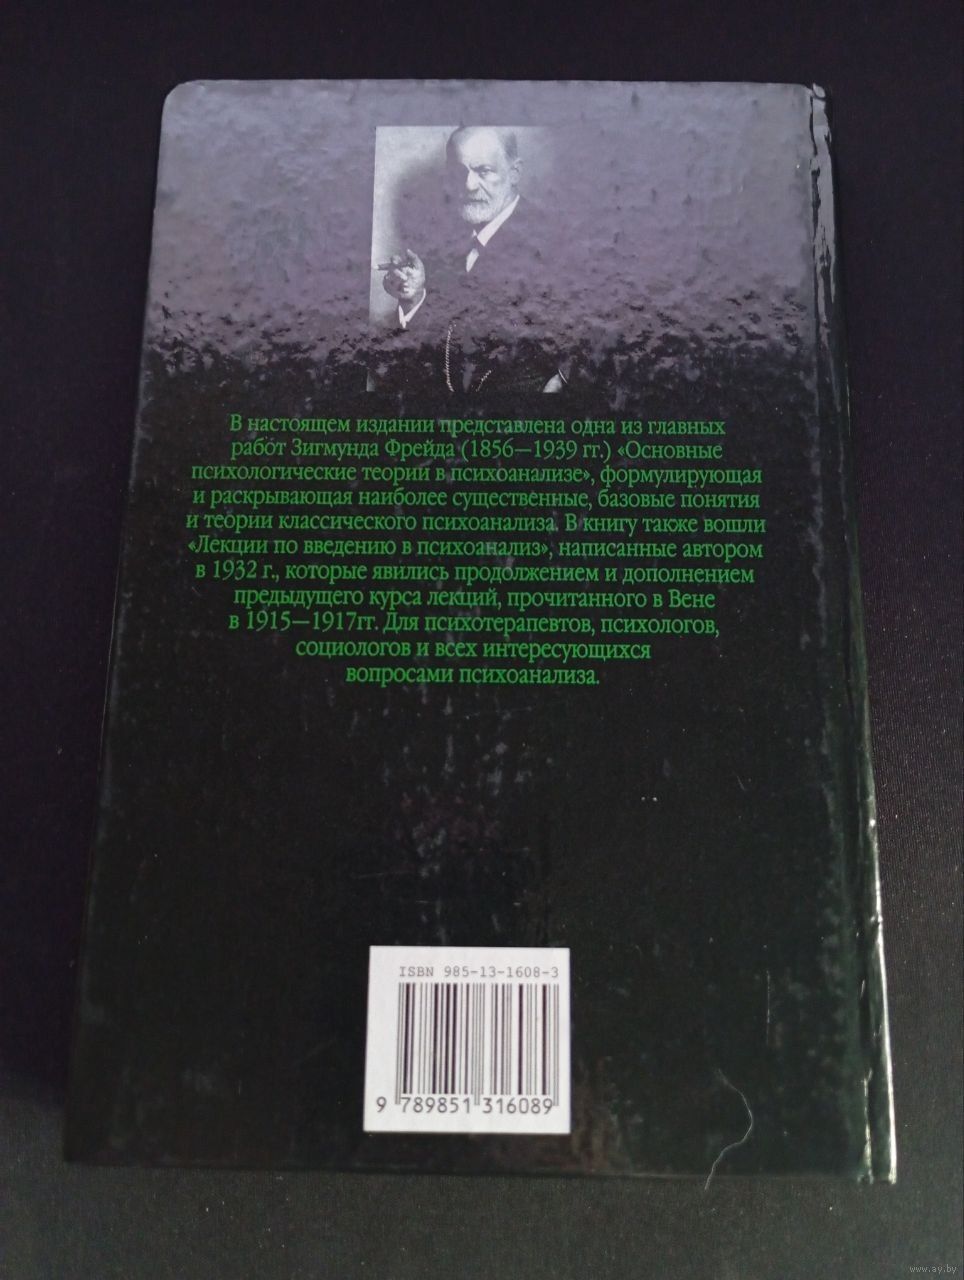 В настоящем издании представлена одна из главных
работ Зигмунда Фрейда (1856—1939 гг.) «Основные
психологические теории в психоанализе», формулирующая
и раскрывающая наиболее существенные, базовые понятия
и теории классического психоанализа. В книгу также вошли
«Лекции по введению в психоанализ», написанные автором
в 1932 г., которые явились продолжением и дополнением
предыдущего курса лекций, прочитанного в Вене
в 1915—1917гг. Для психотерапевтов, психологов,
социологов и всех интересующихся
вопросами психоанализа.
ISBN 985-13-1608-3
9 789851 316089
www.ay.by